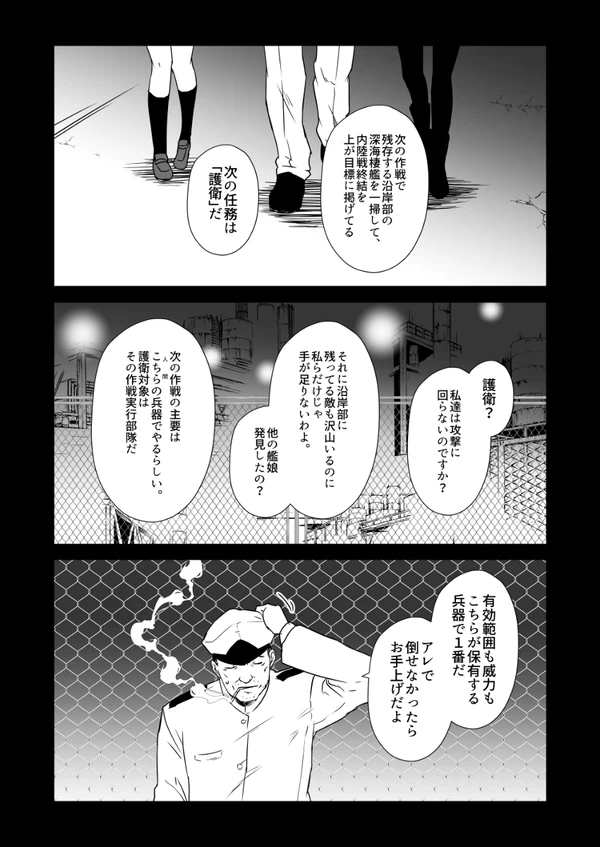 次の作戦で
残存する沿岸部の
深海棲艦を一掃して、
内陸戦終結を
上が目標に掲げてる
次の任務は
「護衛」だ
護衛？
私達は攻撃に
回らないのですか？
それに沿岸部に
残ってる敵も沢山いるのに
私らだけじゃ
手が足りないわよ。
他の艦娘
発見したの？
次の作戦の主要は
人間
こちらの兵器でやるらしい。
護衛対象は
その作戦実行部隊だ
有効範囲も威力も
こちらが保有する
兵器で１番だ
アレで
倒せなかったら
お手上げだよ